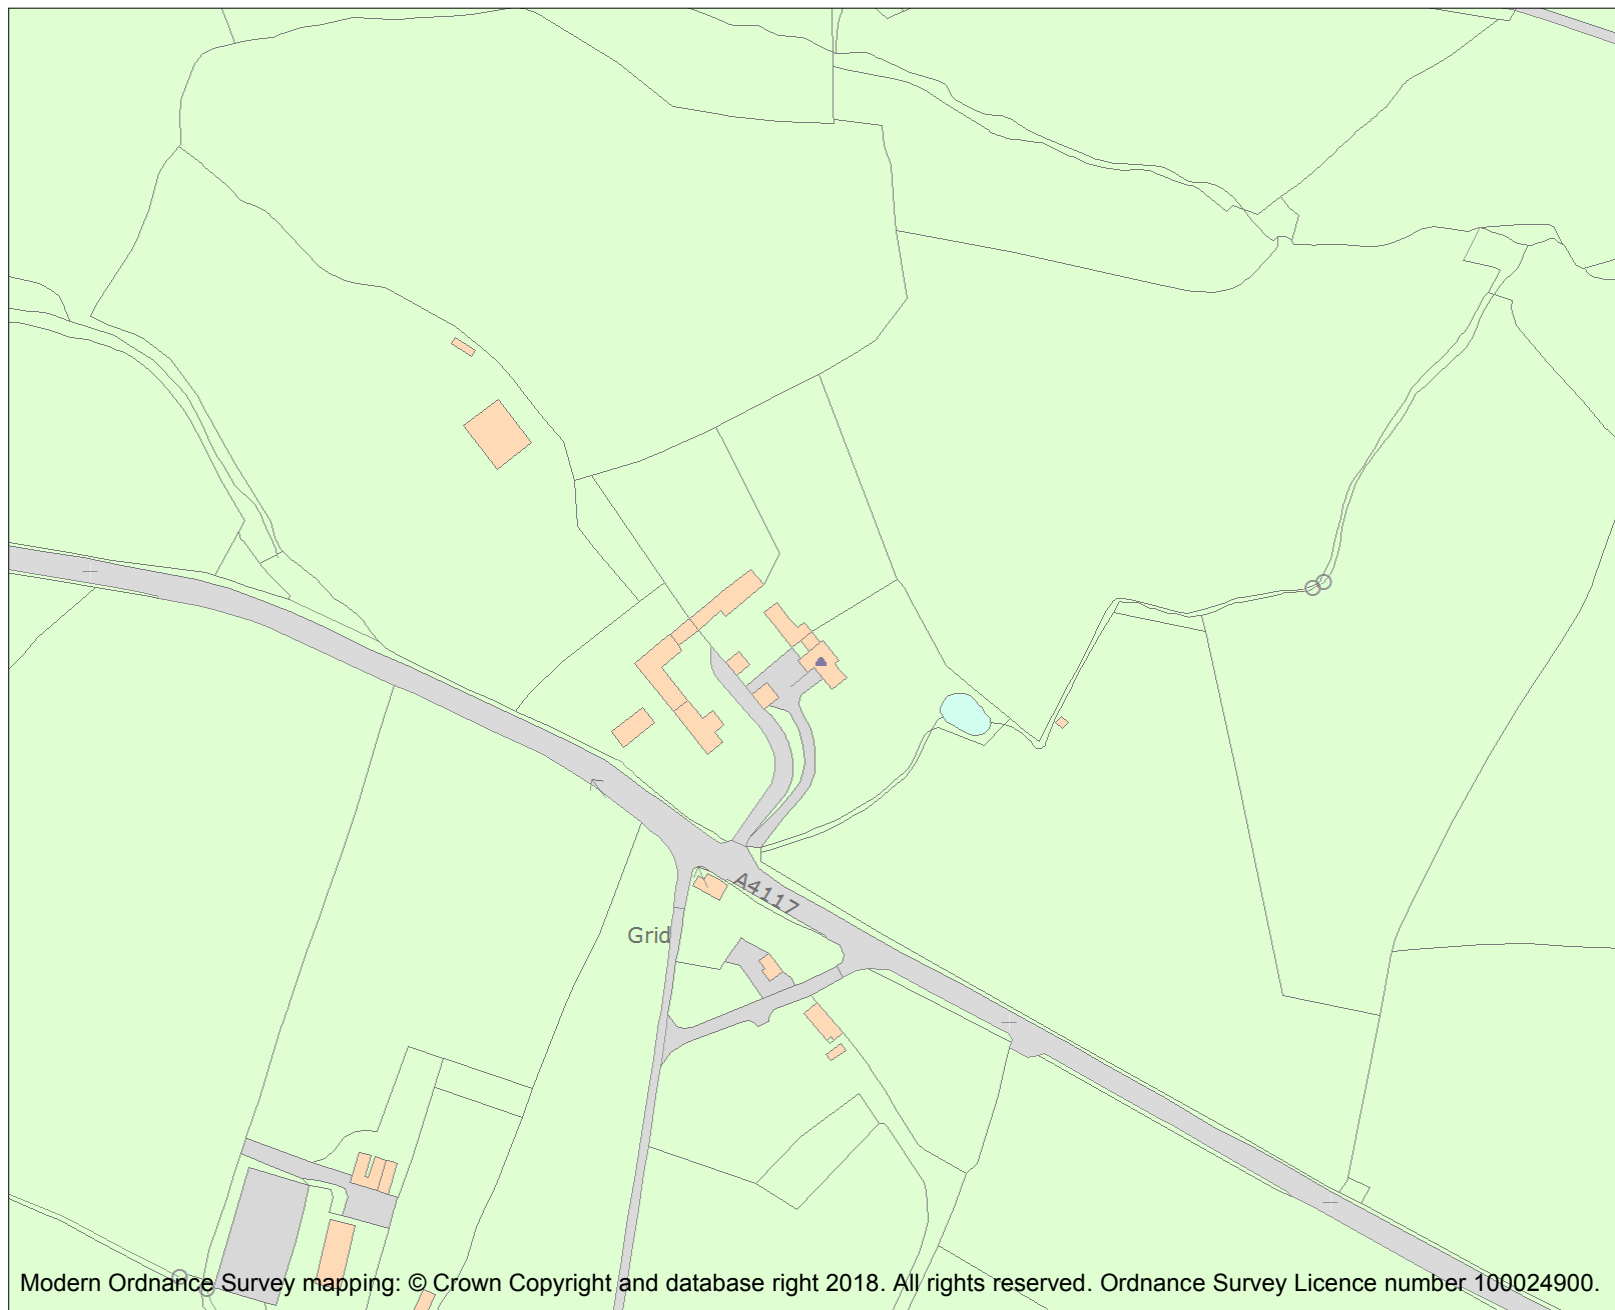 A4117
Grid
Modern Ordnance Survey mapping: © Crown Copyright and database right 2018. All rights reserved. Ordnance Survey Licence number 100024900.